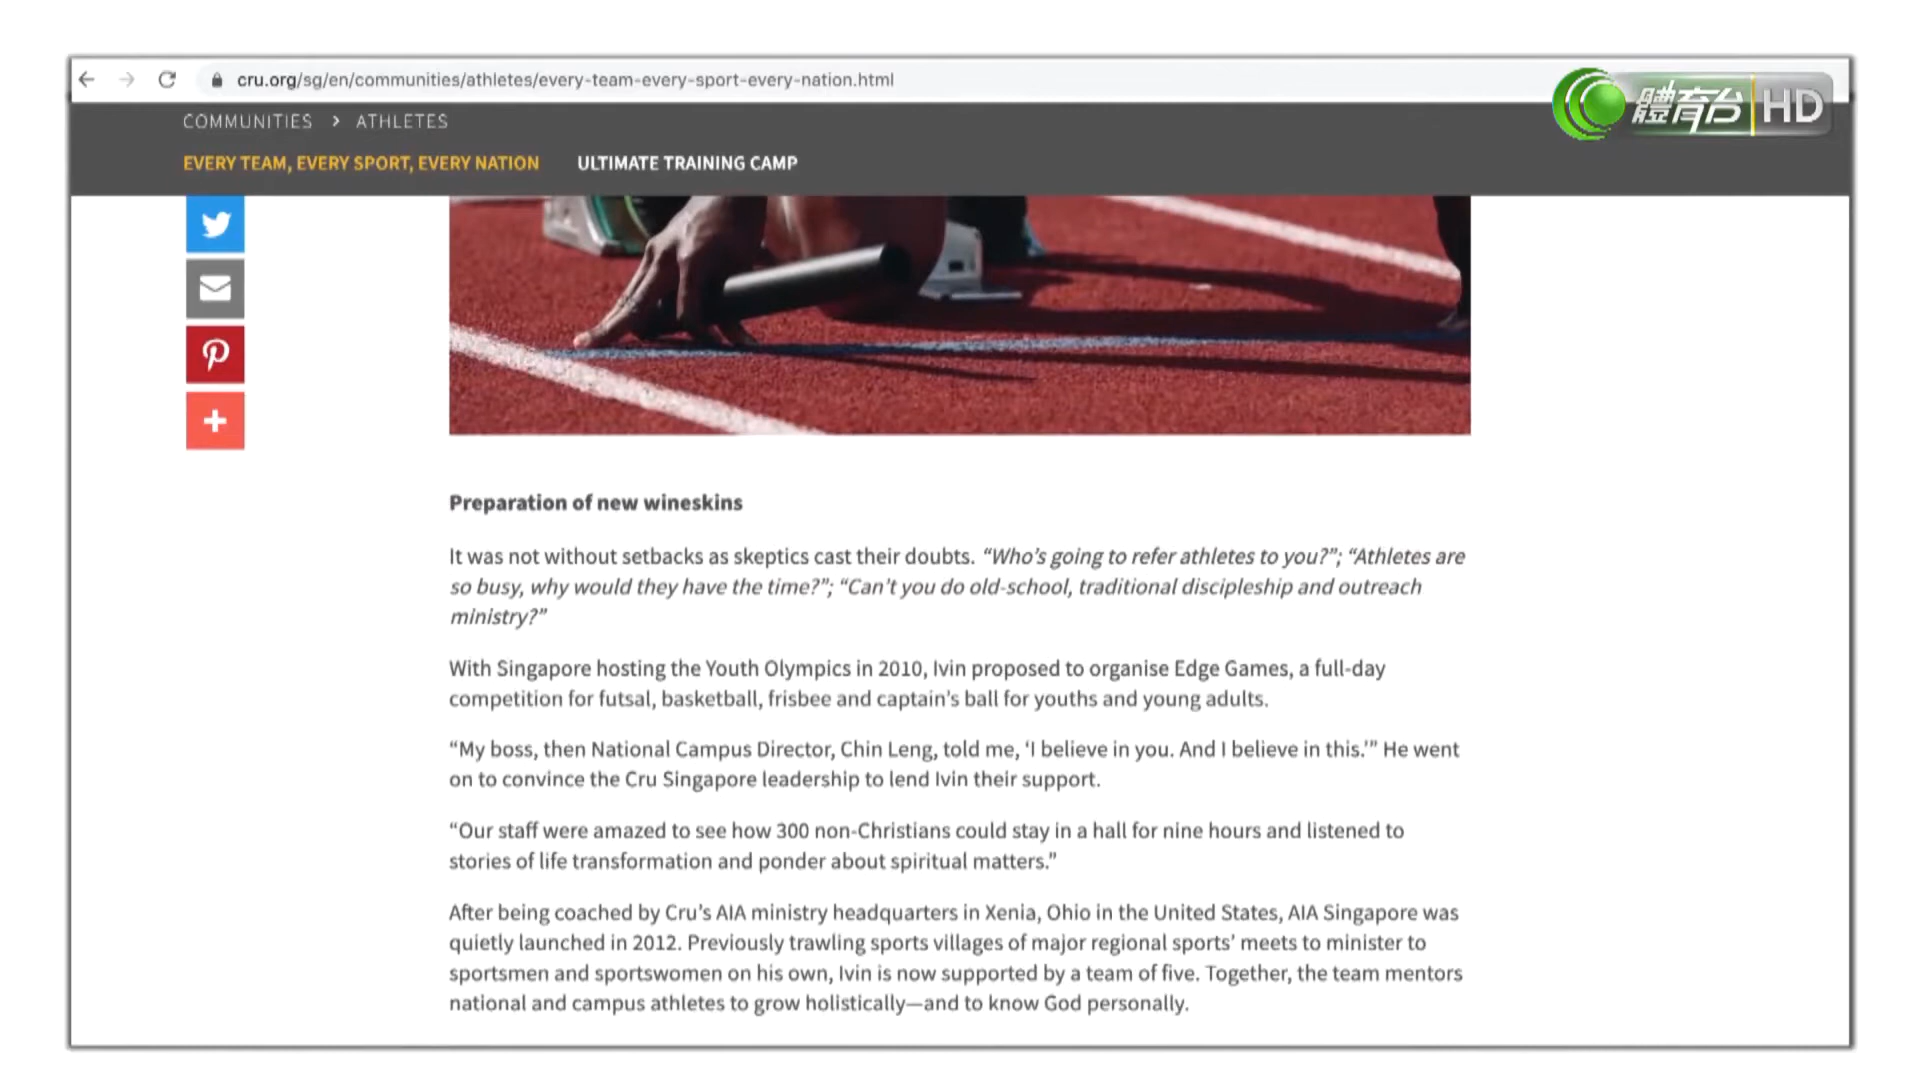 cru.org/sg/en/communities/athletes/every-team-every-sport-every-nation.html
體育台 HD
COMMUNITIES > ATHLETES
EVERY TEAM, EVERY SPORT, EVERY NATION ULTIMATE TRAINING CAMP
Preparation of new wineskins
It was not without setbacks as skeptics cast their doubts. “Who’s going to refer athletes to you?”; “Athletes are
so busy, why would they have the time?”; “Can’t you do old-school, traditional discipleship and outreach
ministry?”
With Singapore hosting the Youth Olympics in 2010, Ivin proposed to organise Edge Games, a full-day
competition for futsal, basketball, frisbee and captain’s ball for youths and young adults.
“My boss, then National Campus Director, Chin Leng, told me, ‘I believe in you. And I believe in this.’” He went
on to convince the Cru Singapore leadership to lend Ivin their support.
“Our staff were amazed to see how 300 non-Christians could stay in a hall for nine hours and listened to
stories of life transformation and ponder about spiritual matters.”
After being coached by Cru’s AIA ministry headquarters in Xenia, Ohio in the United States, AIA Singapore was
quietly launched in 2012. Previously trawling sports villages of major regional sports’ meets to minister to
sportsmen and sportswomen on his own, Ivin is now supported by a team of five. Together, the team mentors
national and campus athletes to grow holistically—and to know God personally.